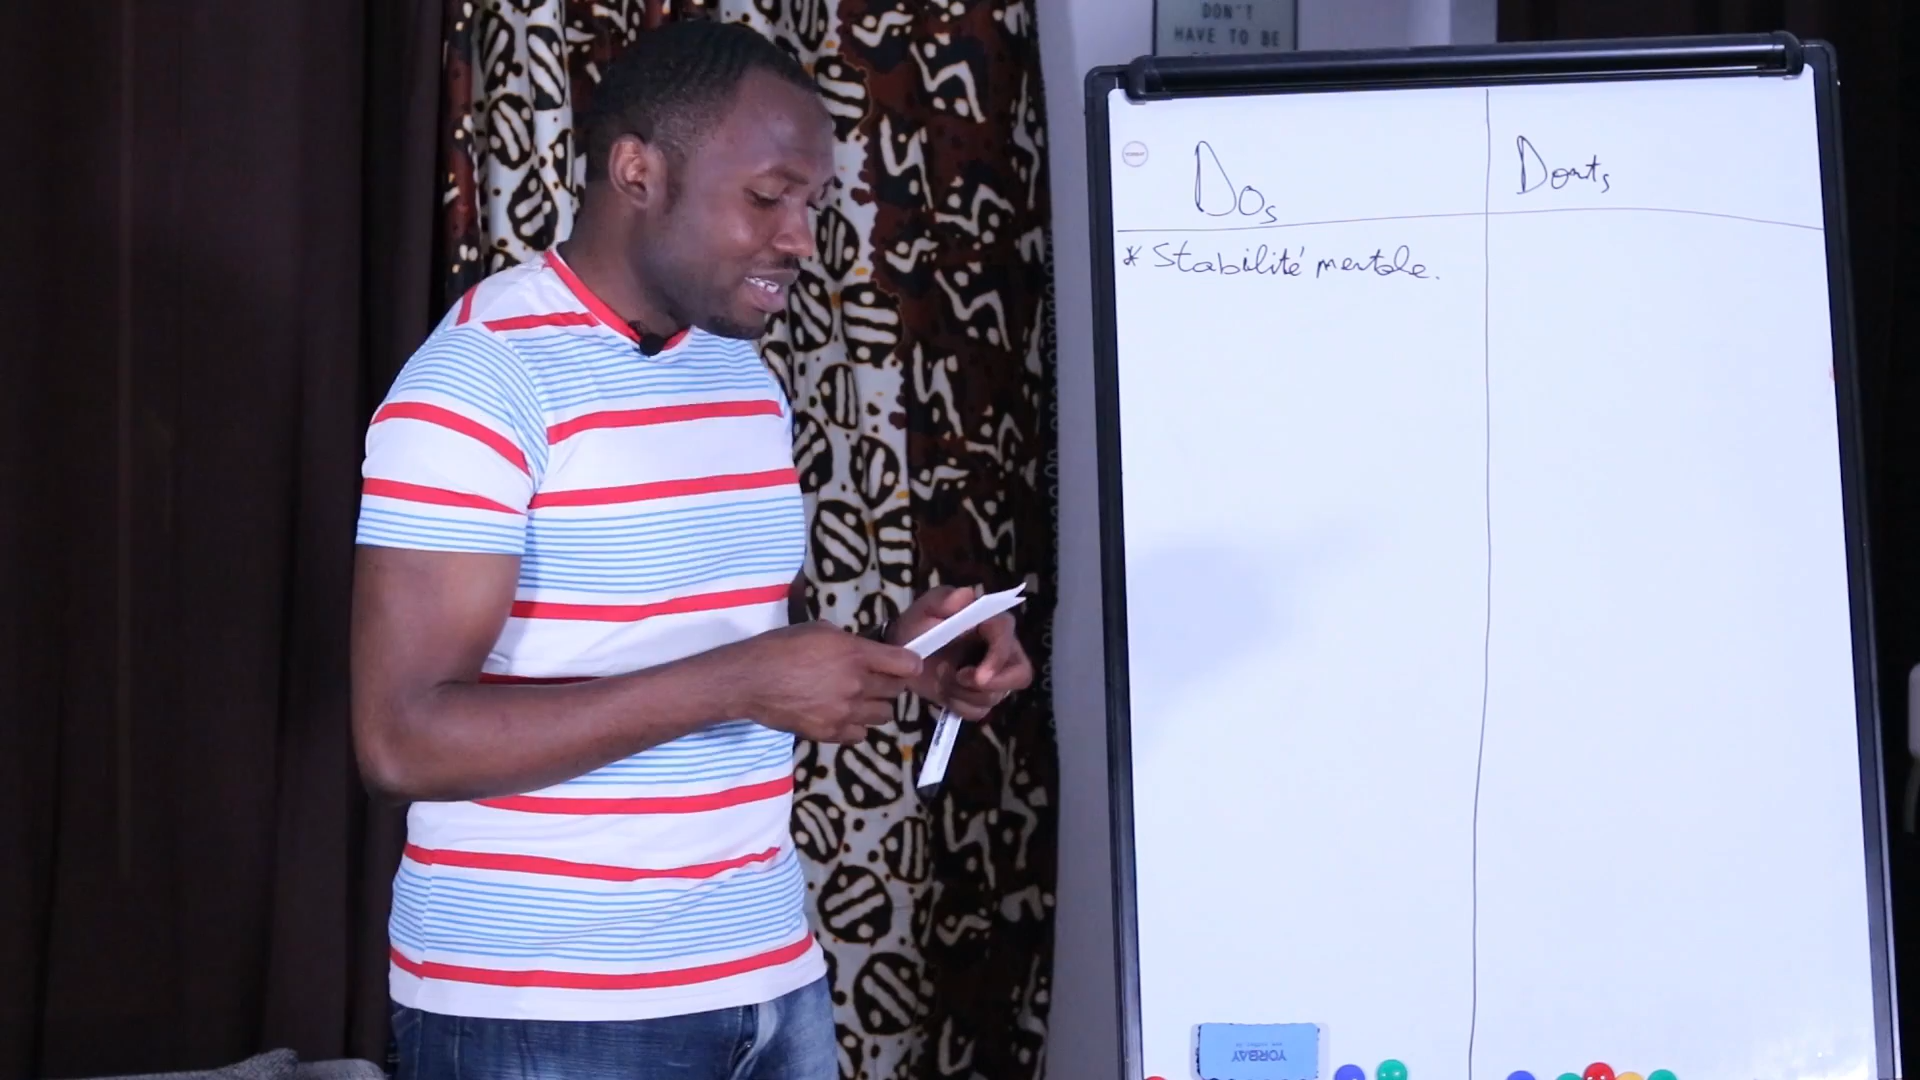 DON'T
HAVE TO BE
Dos
Donts
* Stabilité mentale.
YORBAY